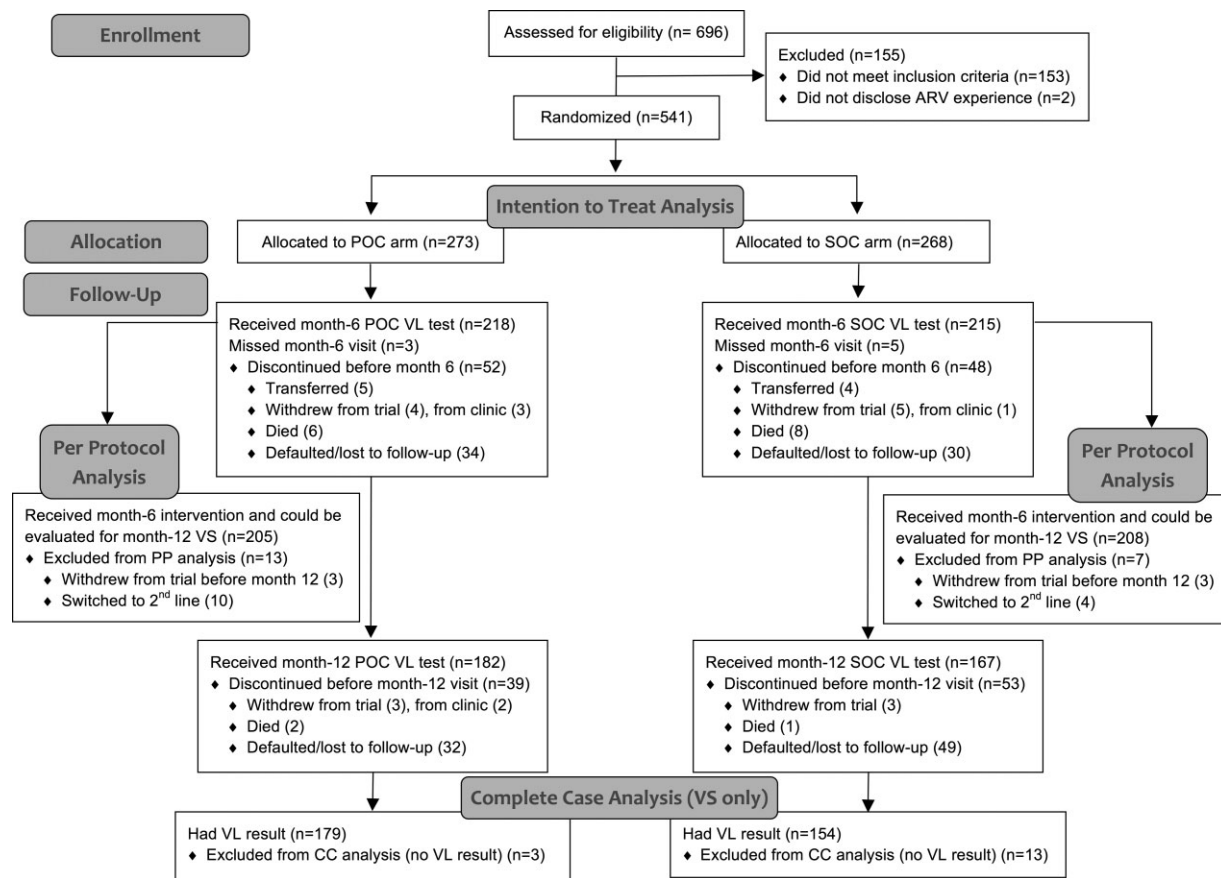 Enrollment
Assessed for eligibility (n= 696)
Excluded (n=155)
♦ Did not meet inclusion criteria (n=153)
♦ Did not disclose ARV experience (n=2)
Randomized (n=541)
Intention to Treat Analysis
Allocation
Allocated to POC arm (n=273)
Allocated to SOC arm (n=268)
Follow-Up
Received month-6 POC VL test (n=218)
Missed month-6 visit (n=3)
♦ Discontinued before month 6 (n=52)
♦ Transferred (5)
♦ Withdrew from trial (4), from clinic (3)
♦ Died (6)
♦ Defaulted/lost to follow-up (34)
Received month-6 SOC VL test (n=215)
Missed month-6 visit (n=5)
♦ Discontinued before month 6 (n=48)
♦ Transferred (4)
♦ Withdrew from trial (5), from clinic (1)
♦ Died (8)
♦ Defaulted/lost to follow-up (30)
Per Protocol
Analysis
Received month-6 intervention and could be
evaluated for month-12 VS (n=205)
♦ Excluded from PP analysis (n=13)
♦ Withdrew from trial before month 12 (3)
♦ Switched to 2nd line (10)
Per Protocol
Analysis
Received month-6 intervention and could be
evaluated for month-12 VS (n=208)
♦ Excluded from PP analysis (n=7)
♦ Withdrew from trial before month 12 (3)
♦ Switched to 2nd line (4)
Received month-12 POC VL test (n=182)
♦ Discontinued before month-12 visit (n=39)
♦ Withdrew from trial (3), from clinic (2)
♦ Died (2)
♦ Defaulted/lost to follow-up (32)
Received month-12 SOC VL test (n=167)
♦ Discontinued before month-12 visit (n=53)
♦ Withdrew from trial (3)
♦ Died (1)
♦ Defaulted/lost to follow-up (49)
Complete Case Analysis (VS only)
Had VL result (n=179)
♦ Excluded from CC analysis (no VL result) (n=3)
Had VL result (n=154)
♦ Excluded from CC analysis (no VL result) (n=13)